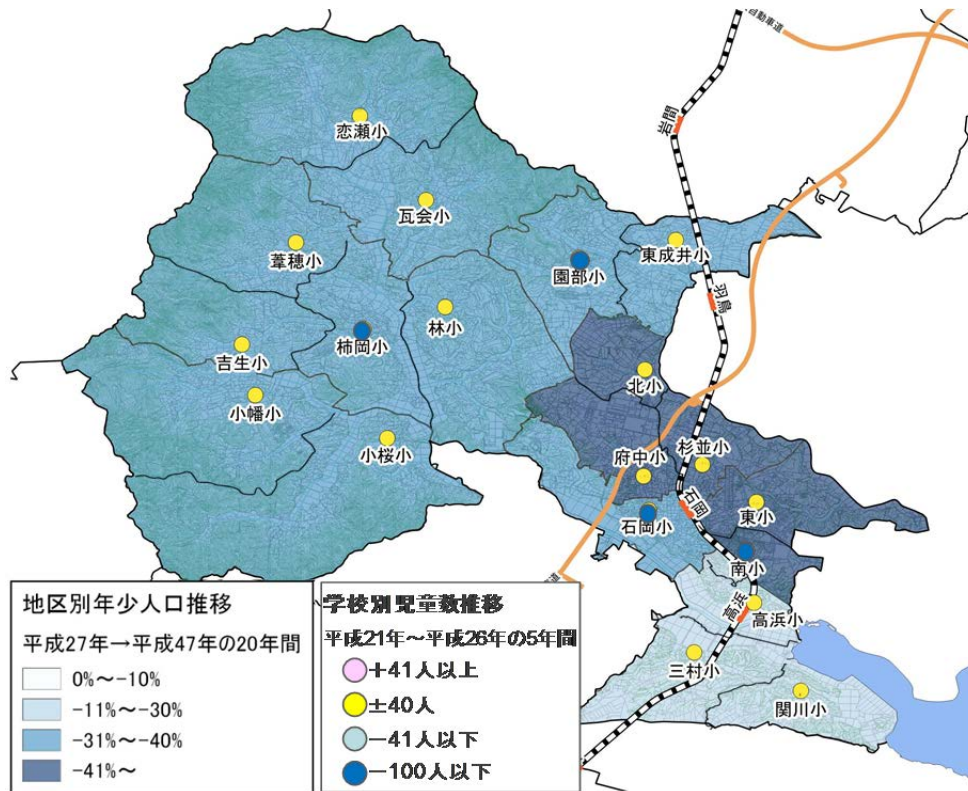 自動車道
岩間
恋瀬小
瓦会小
葦穂小
東成井小
園部小
羽鳥
林小
柿岡小
吉生小
北小
小幡小
小桜小
杉並小
府中小
石岡
東小
石岡小
南小
高浜
高浜小
三村小
関川小
地区別年少人口推移
平成27年→平成47年の20年間
0%～-10%
-11%～-30%
-31%～-40%
-41%～
学校別児童数推移
平成21年～平成26年の5年間
＋41人以上
±40人
－41人以下
－100人以下